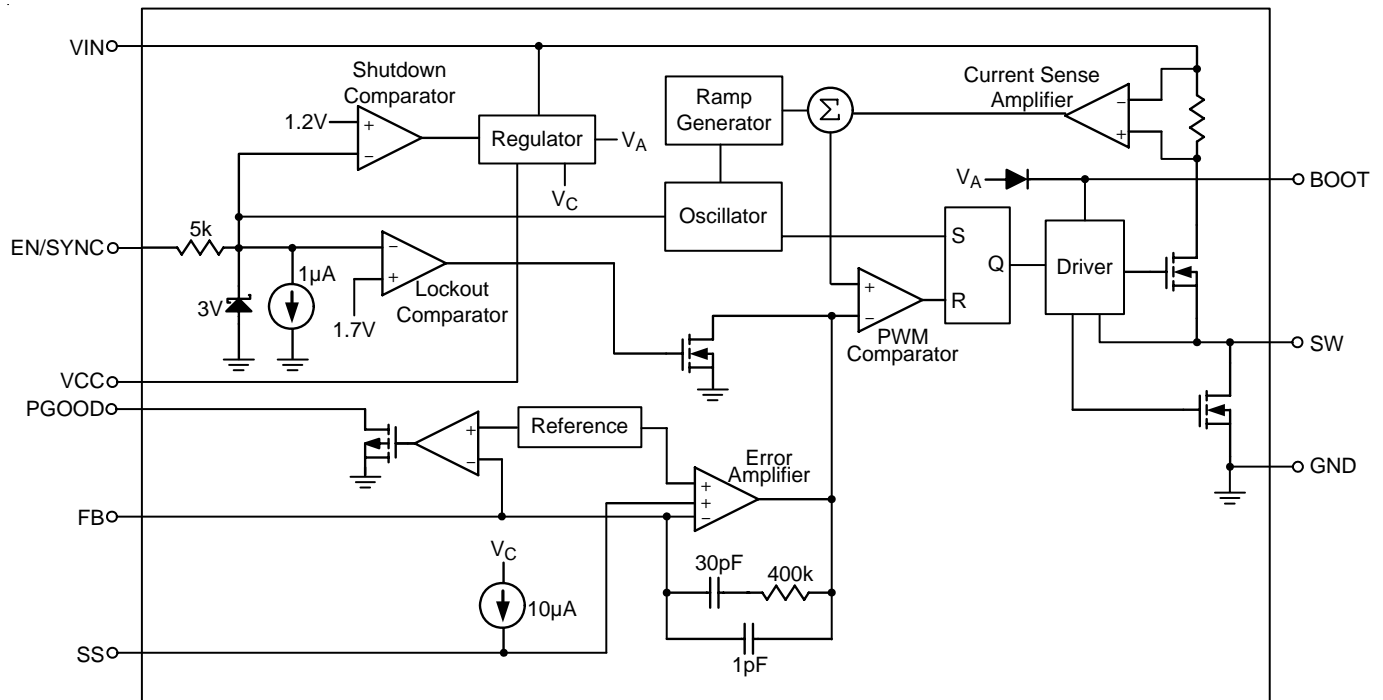 VIN
Shutdown
Comparator
1.2V
+
−
Regulator
VA
VC
Ramp
Generator
Σ
Current Sense
Amplifier
−
+
VA
BOOT
EN/SYNC
5k
Oscillator
S
Q
R
Driver
3V
1µA
−
+
1.7V
Lockout
Comparator
+
−
PWM
Comparator
SW
VCC
PGOOD
+
−
Reference
Error
Amplifier
+
+
−
GND
FB
VC
10µA
30pF
400k
1pF
SS